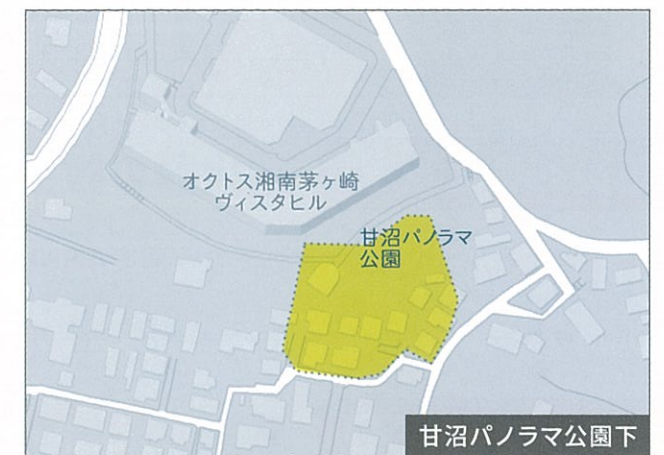 オクトス湘南茅ヶ崎
ヴィスタヒル
甘沼パノラマ
公園
甘沼パノラマ公園下